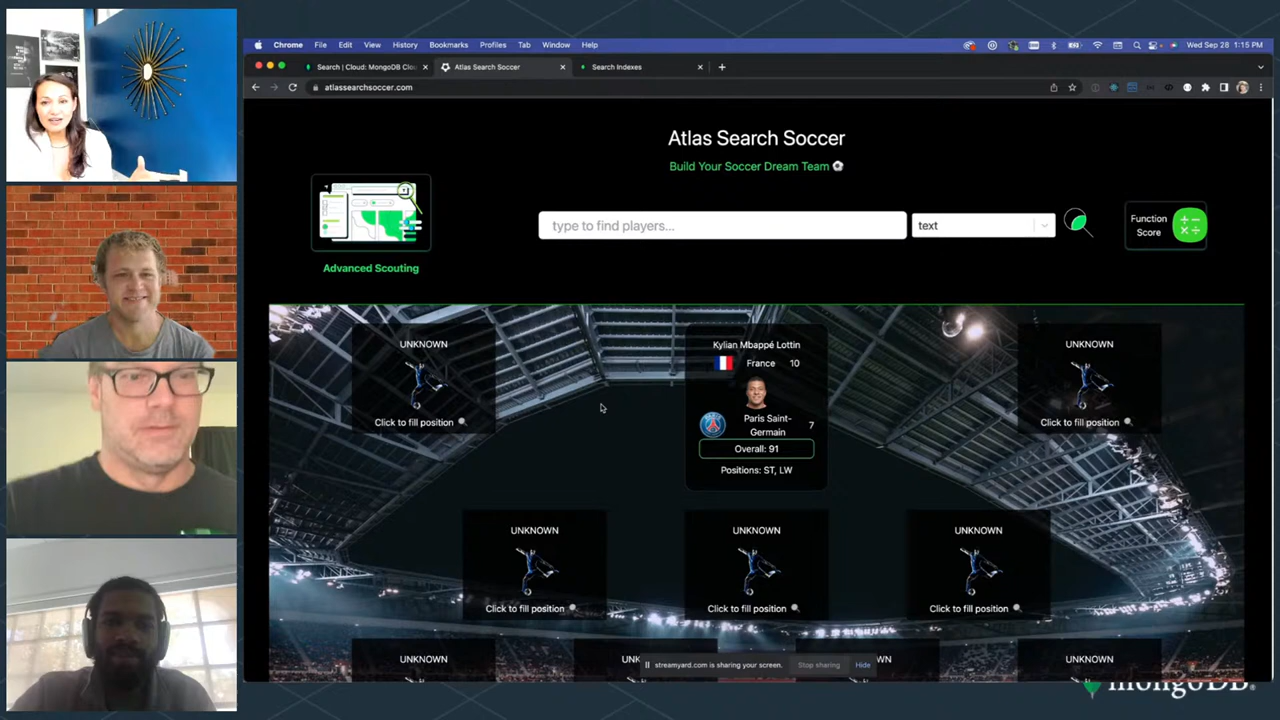 Chrome File Edit View History Bookmarks Profiles Tab Window Help Wed Sep 28 1:15 PM
Search | Cloud: MongoDB Clou Atlas Search Soccer Search Indexes
atlassearchsoccer.com
Atlas Search Soccer
Build Your Soccer Dream Team
type to find players...
text
Function
Score
Advanced Scouting
UNKNOWN
Click to fill position
Kylian Mbappé Lottin
France 10
Paris Saint-
Germain
7
Overall: 91
Positions: ST, LW
UNKNOWN
Click to fill position
UNKNOWN
Click to fill position
UNKNOWN
Click to fill position
UNKNOWN
Click to fill position
UNKNOWN
UNK
WN
UNKNOWN
streamyard.com is sharing your screen. Stop sharing Hide
mongoDB®